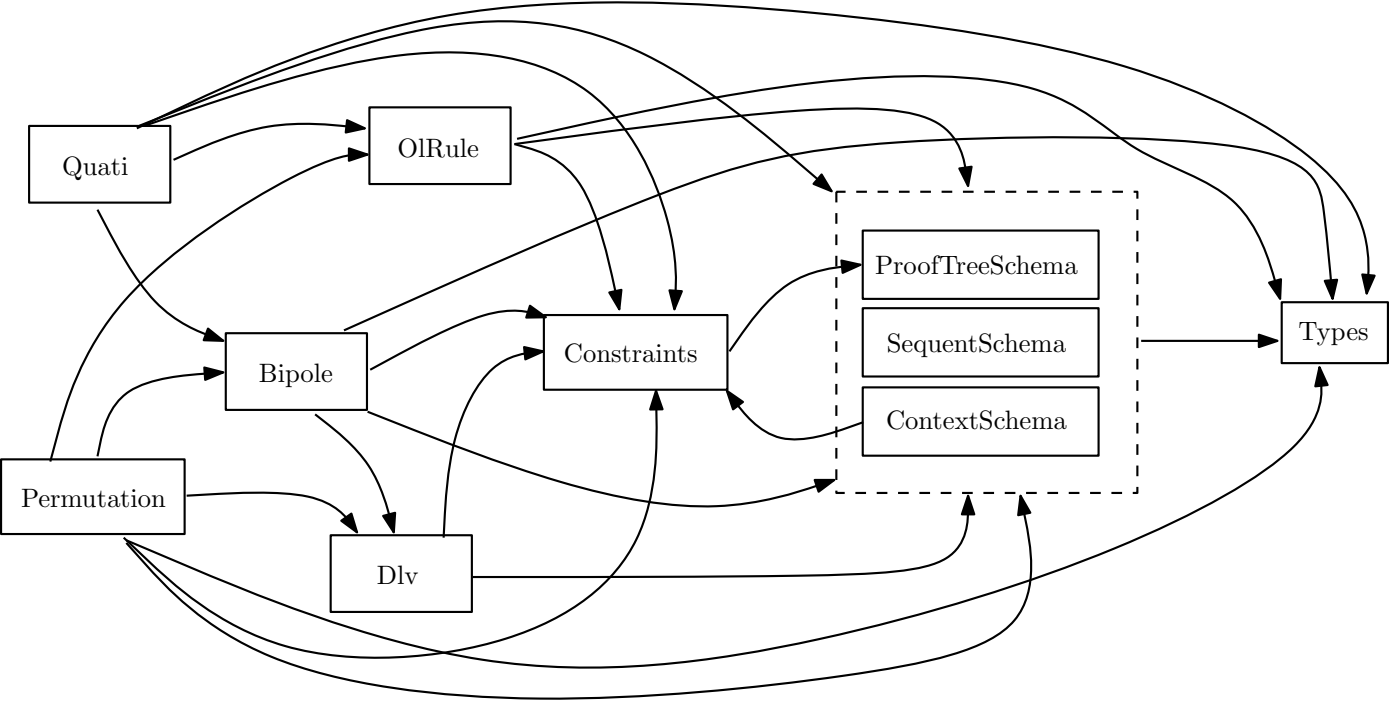 Quati
OlRule
ProofTreeSchema
SequentSchema
Types
Constraints
Bipole
ContextSchema
Permutation
Dlv